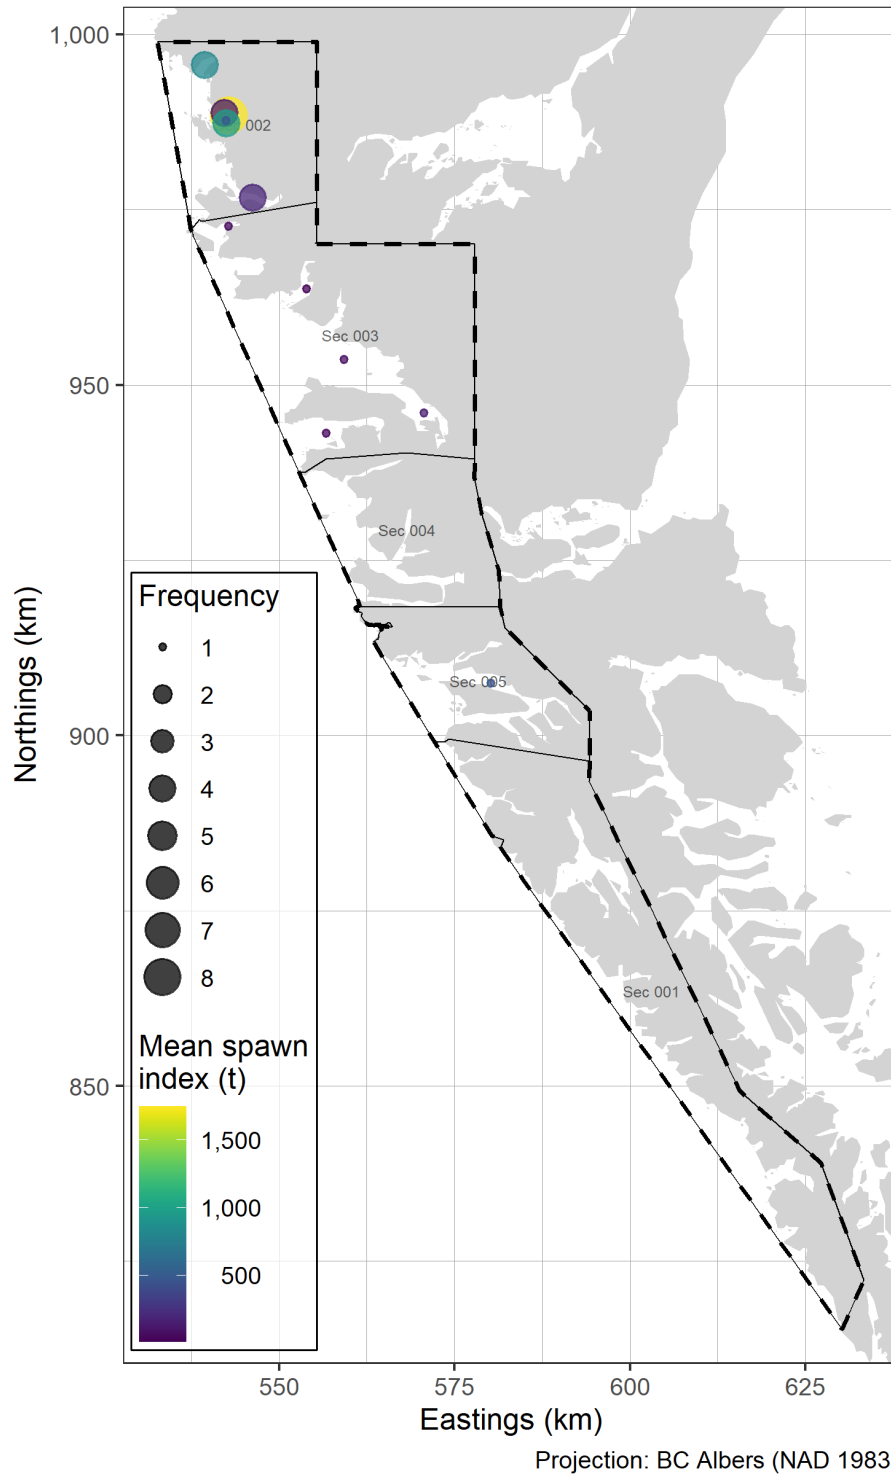 1,000
950
900
850
Northings (km)
002
Sec 003
Sec 004
Sec 005
Sec 001
Frequency
1
2
3
4
5
6
7
8
Mean spawn
index (t)
1,500
1,000
500
550
575
600
625
Eastings (km)
Projection: BC Albers (NAD 1983